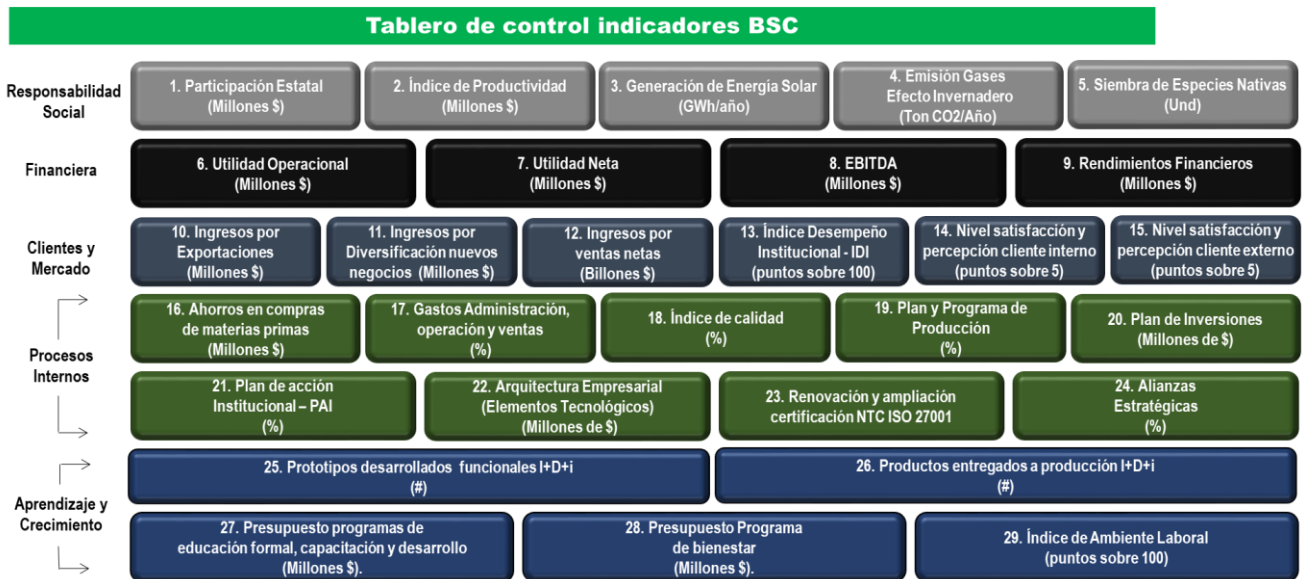 Tablero de control indicadores BSC
Responsabilidad
Social
1. Participación Estatal
(Millones $)
2. Índice de Productividad
(Millones $)
3. Generación de Energía Solar
(GWh/año)
4. Emisión Gases
Efecto Invernadero
(Ton CO2/Año)
5. Siembra de Especies Nativas
(Und)
Financiera
6. Utilidad Operacional
(Millones $)
7. Utilidad Neta
(Millones $)
8. EBITDA
(Millones $)
9. Rendimientos Financieros
(Millones $)
Clientes y
Mercado
10. Ingresos por
Exportaciones
(Millones $)
11. Ingresos por
Diversificación nuevos
negocios (Millones $)
12. Ingresos por
ventas netas
(Billones $)
13. Índice Desempeño
Institucional - IDI
(puntos sobre 100)
14. Nivel satisfacción y
percepción cliente interno
(puntos sobre 5)
15. Nivel satisfacción y
percepción cliente externo
(puntos sobre 5)
Procesos
Internos
16. Ahorros en compras
de materias primas
(Millones $)
17. Gastos Administración,
operación y ventas
(%)
18. Índice de calidad
(%)
19. Plan y Programa de
Producción
(%)
20. Plan de Inversiones
(Millones de $)
21. Plan de acción
Institucional – PAI
(%)
22. Arquitectura Empresarial
(Elementos Tecnológicos)
(Millones de $)
23. Renovación y ampliación
certificación NTC ISO 27001
24. Alianzas
Estratégicas
(%)
Aprendizaje y
Crecimiento
25. Prototipos desarrollados funcionales I+D+i
(#)
26. Productos entregados a producción I+D+i
(#)
27. Presupuesto programas de
educación formal, capacitación y desarrollo
(Millones $).
28. Presupuesto Programa
de bienestar
(Millones $).
29. Índice de Ambiente Laboral
(puntos sobre 100)